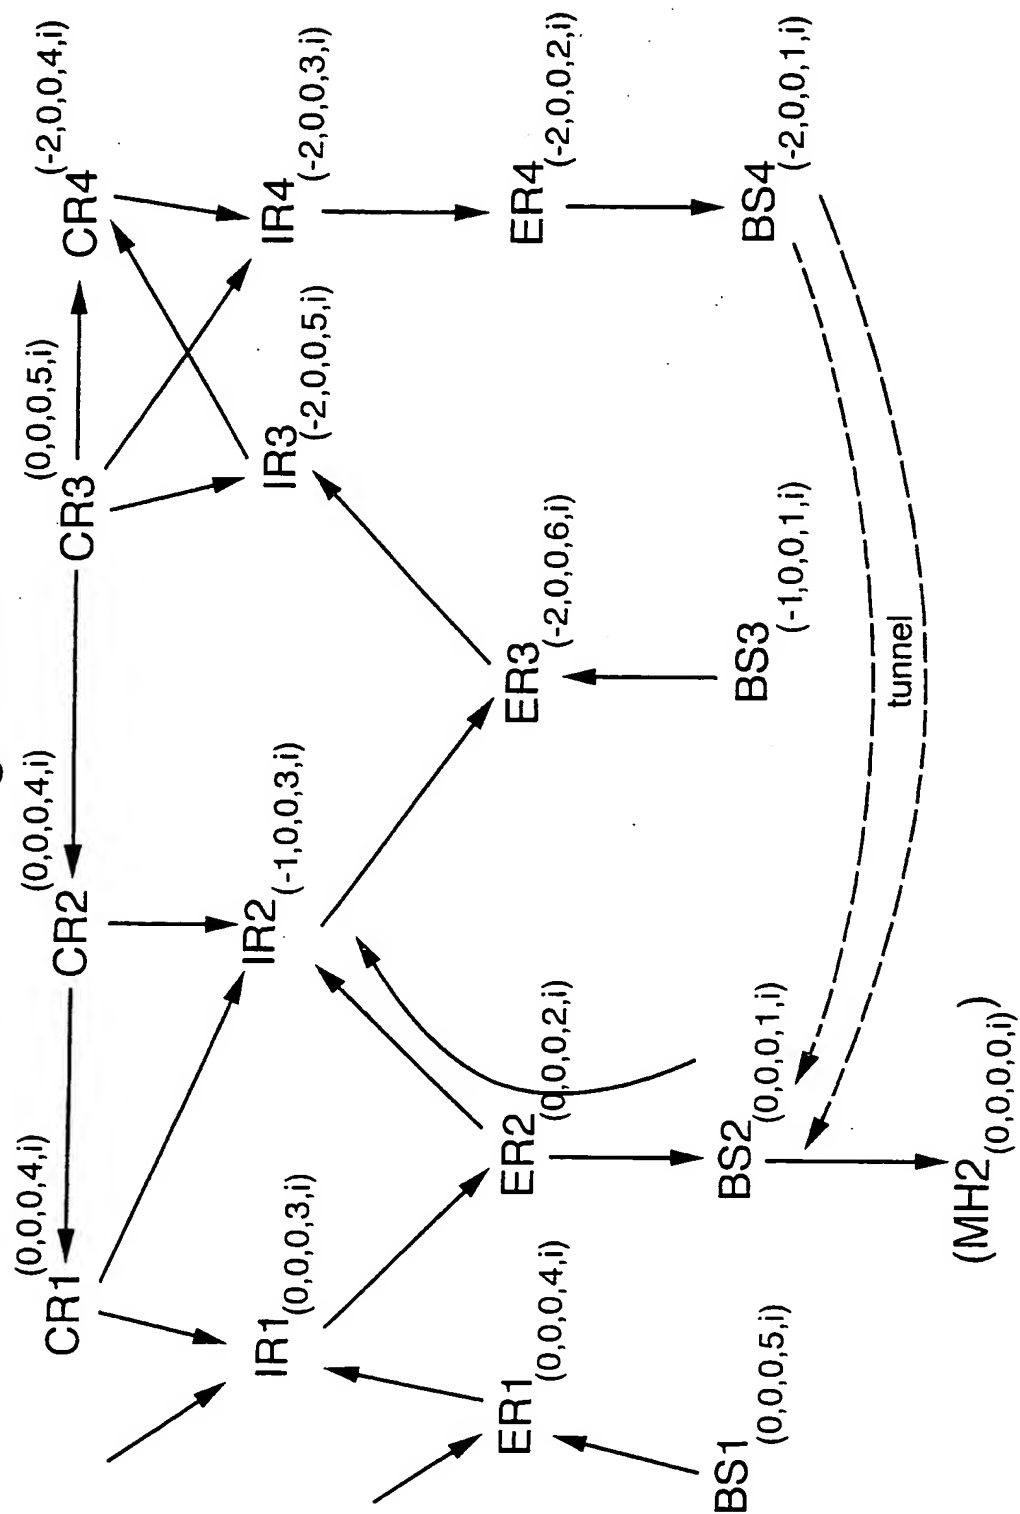 CR1 (0,0,0,4,i)
CR2 (0,0,0,4,i)
CR3 (0,0,0,5,i)
CR4 (-2,0,0,4,i)
IR1 (0,0,0,3,i)
IR2 (-1,0,0,3,i)
IR3 (-2,0,0,5,i)
IR4 (-2,0,0,3,i)
ER1 (0,0,0,4,i)
ER2 (0,0,0,2,i)
ER3 (-2,0,0,6,i)
ER4 (-2,0,0,2,i)
BS1 (0,0,0,5,i)
BS2 (0,0,0,1,i)
BS3 (-1,0,0,1,i)
BS4 (-2,0,0,1,i)
tunnel
(MH2 (0,0,0,0,i))